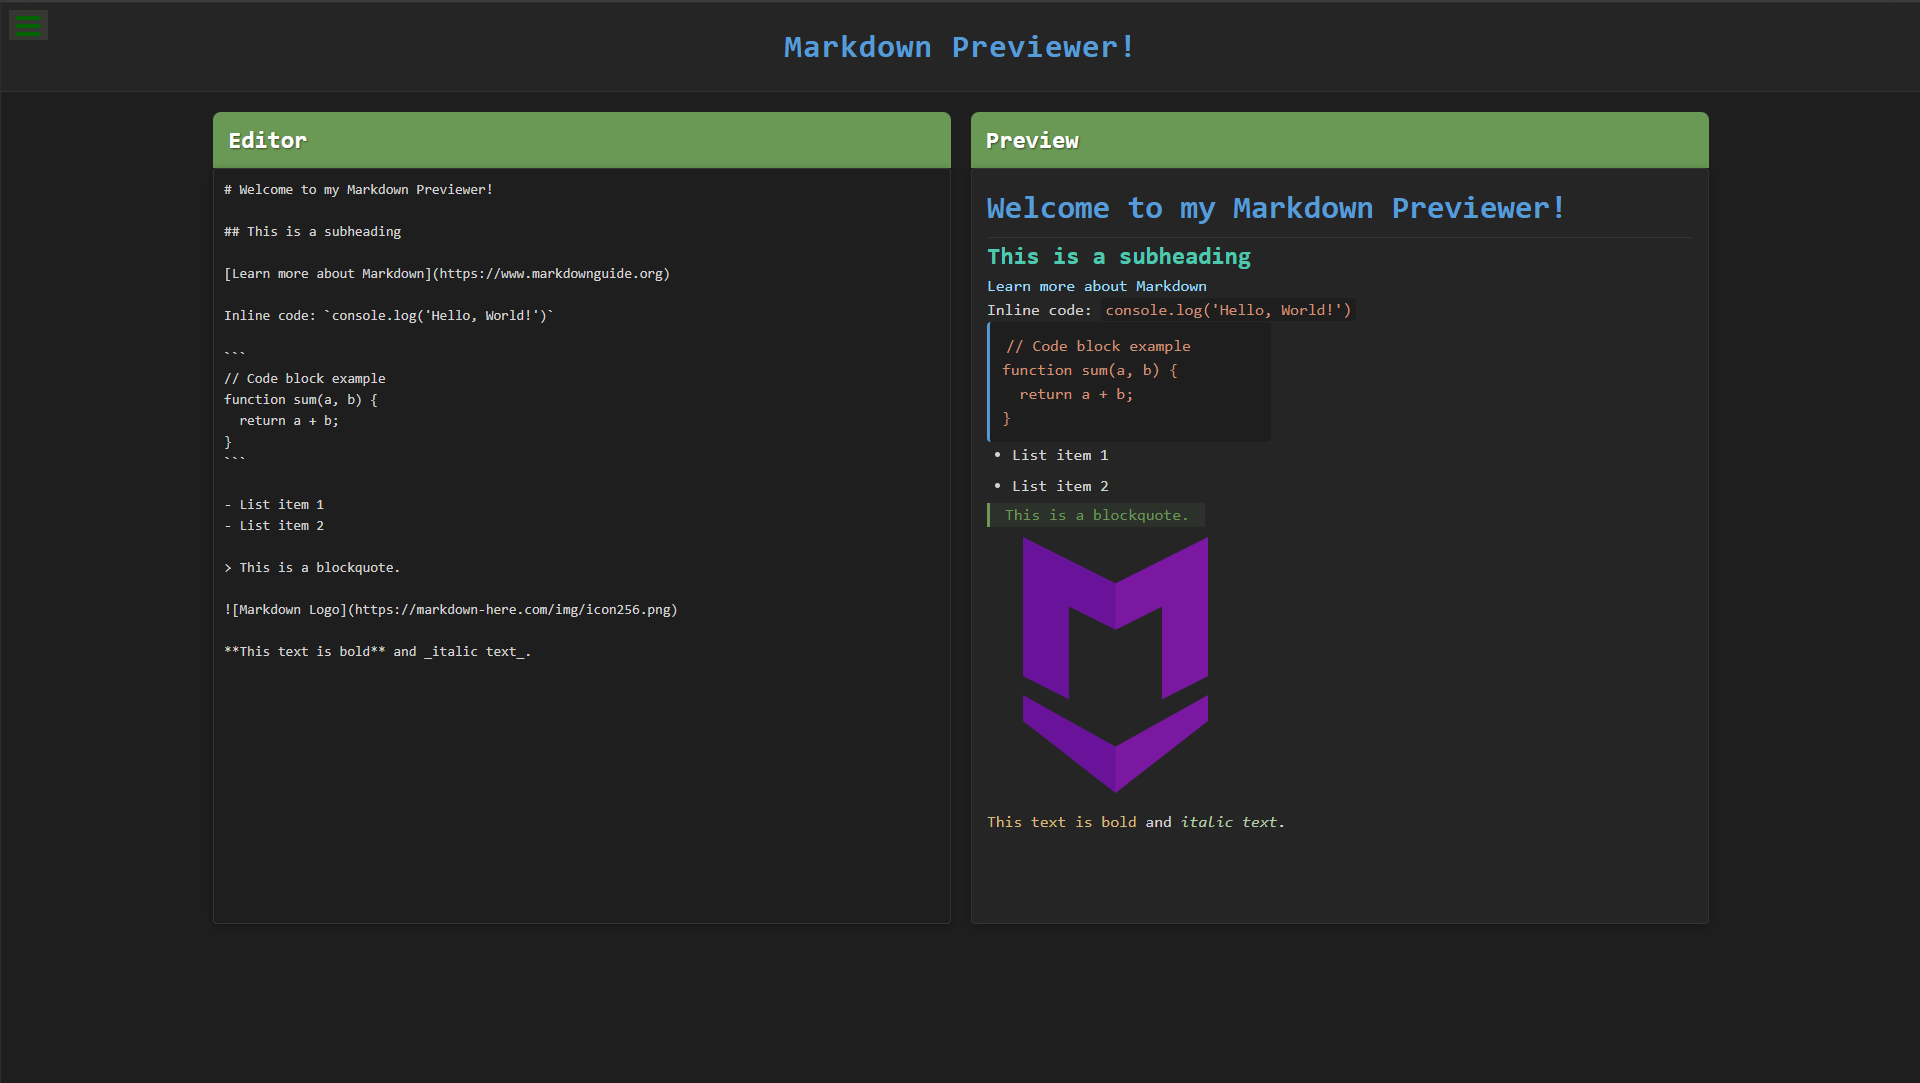 Markdown Previewer!
Editor
# Welcome to my Markdown Previewer!
## This is a subheading
[Learn more about Markdown](https://www.markdownguide.org)
Inline code: `console.log('Hello, World!')`
```
// Code block example
function sum(a, b) {
  return a + b;
}
```
- List item 1
- List item 2
> This is a blockquote.
![Markdown Logo](https://markdown-here.com/img/icon256.png)
**This text is bold** and _italic text_.
Preview
Welcome to my Markdown Previewer!
This is a subheading
Learn more about Markdown
Inline code: console.log('Hello, World!')
// Code block example
function sum(a, b) {
  return a + b;
}
• List item 1
• List item 2
This is a blockquote.
This text is bold and italic text.